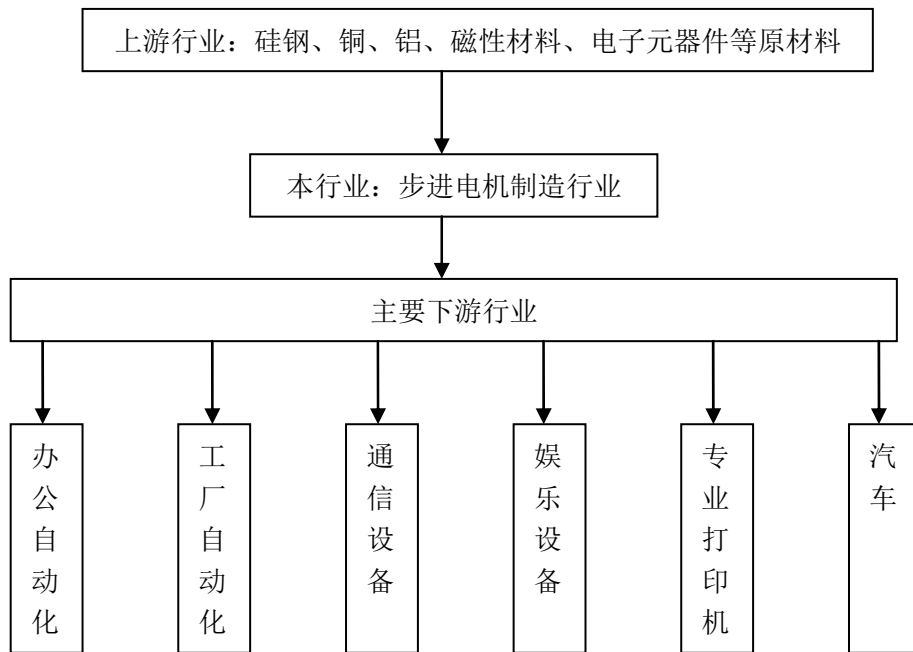 上游行业：硅钢、铜、铝、磁性材料、电子元器件等原材料
本行业：步进电机制造行业
主要下游行业
办公自动化
工厂自动化
通信设备
娱乐设备
专业打印机
汽车